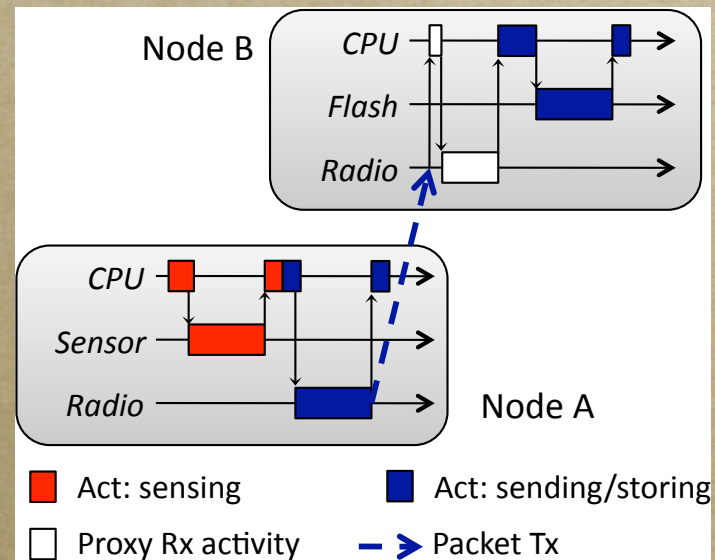 Node B
CPU
Flash
Radio
CPU
Sensor
Radio
Node A
Act: sensing
Act: sending/storing
Proxy Rx activity
Packet Tx